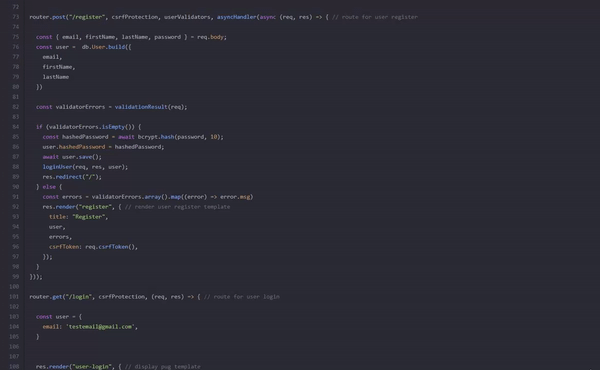 72
73 router.post("/register", csrfProtection, userValidators, asyncHandler(async (req, res) => { // route for user register
74
75 const { email, firstName, lastName, password } = req.body;
76 const user = db.User.build({
77 email,
78 firstName,
79 lastName
80 })
81
82 const validatorErrors = validationResult(req);
83
84 if (validatorErrors.isEmpty()) {
85 const hashedPassword = await bcrypt.hash(password, 10);
86 user.hashedPassword = hashedPassword;
87 await user.save();
88 loginUser(req, res, user);
89 res.redirect("/");
90 } else {
91 const errors = validatorErrors.array().map((error) => error.msg)
92 res.render("register", { // render user register template
93 title: "Register",
94 user,
95 errors,
96 csrfToken: req.csrfToken(),
97 });
98 }
99 }));
100
101 router.get("/login", csrfProtection, (req, res) => { // route for user login
102
103 const user = {
104 email: 'testemail@gmail.com',
105 }
106
107
108 res.render("user-login", { // display pug template